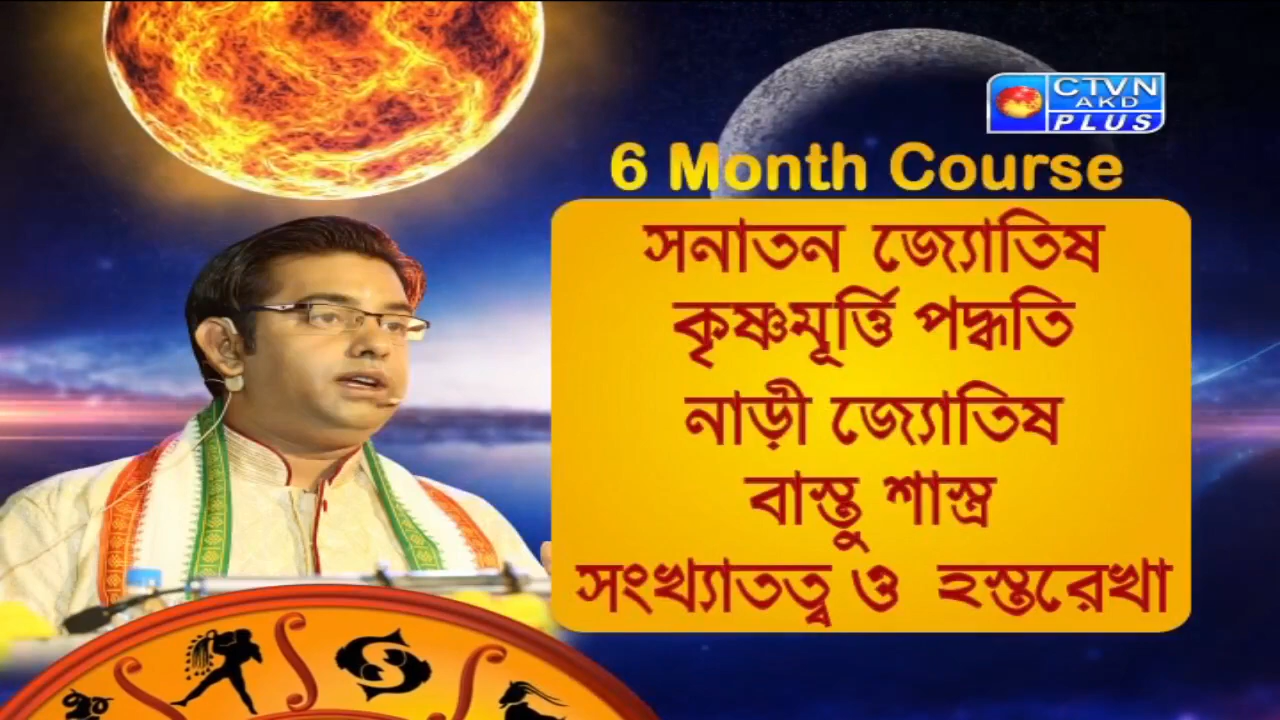 CTVN
AKD
PLUS
6 Month Course
সনাতন জ্যোতিষ
কৃষ্ণমূর্ত্তি পদ্ধতি
নাড়ী জ্যোতিষ
বাস্তু শাস্ত্র
সংখ্যাতত্ব ও হস্তরেখা